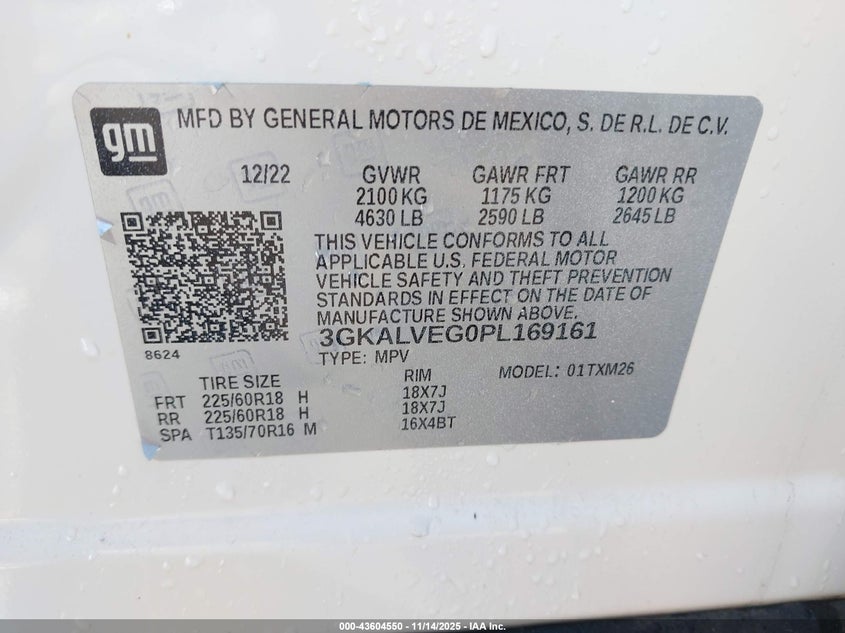 gm
MFD BY GENERAL MOTORS DE MEXICO, S. DE R.L. DE C.V.
12/22 GVWR GAWR FRT GAWR RR
2100 KG 1175 KG 1200 KG
4630 LB 2590 LB 2645 LB
THIS VEHICLE CONFORMS TO ALL
APPLICABLE U.S. FEDERAL MOTOR
VEHICLE SAFETY AND THEFT PREVENTION
STANDARDS IN EFFECT ON THE DATE OF
MANUFACTURE SHOWN ABOVE.
3GKALVEG0PL169161
8624
TYPE: MPV
TIRE SIZE RIM MODEL: 01TXM26
FRT 225/60R18 H 18X7J
RR 225/60R18 H 18X7J
SPA T135/70R16 M 16X4BT
000-43604550 - 11/14/2025 - IAA Inc.